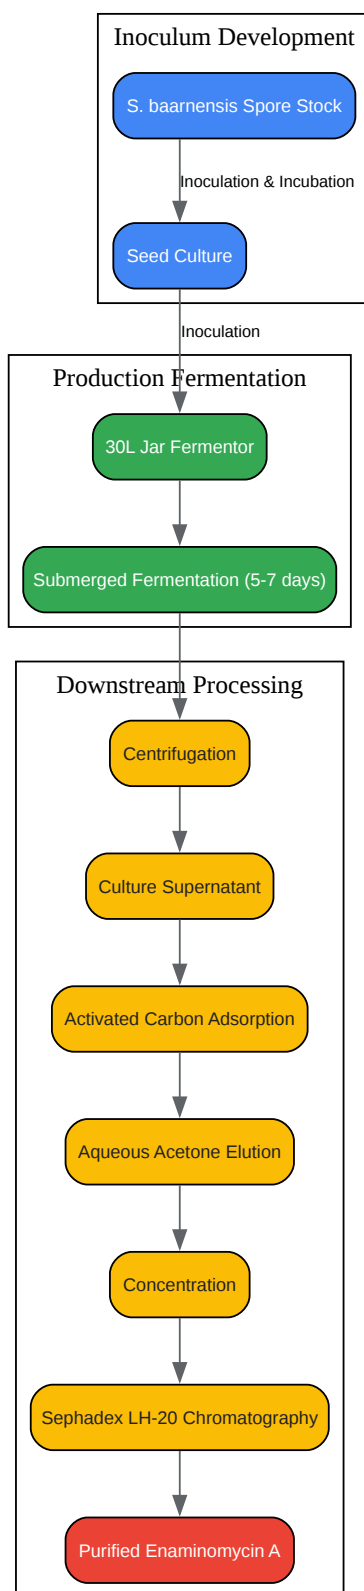 Inoculum Development
S. baarnensis Spore Stock
Inoculation & Incubation
Seed Culture
Inoculation
Production Fermentation
30L Jar Fermentor
Submerged Fermentation (5-7 days)
Downstream Processing
Centrifugation
Culture Supernatant
Activated Carbon Adsorption
Aqueous Acetone Elution
Concentration
Sephadex LH-20 Chromatography
Purified Enaminomycin A